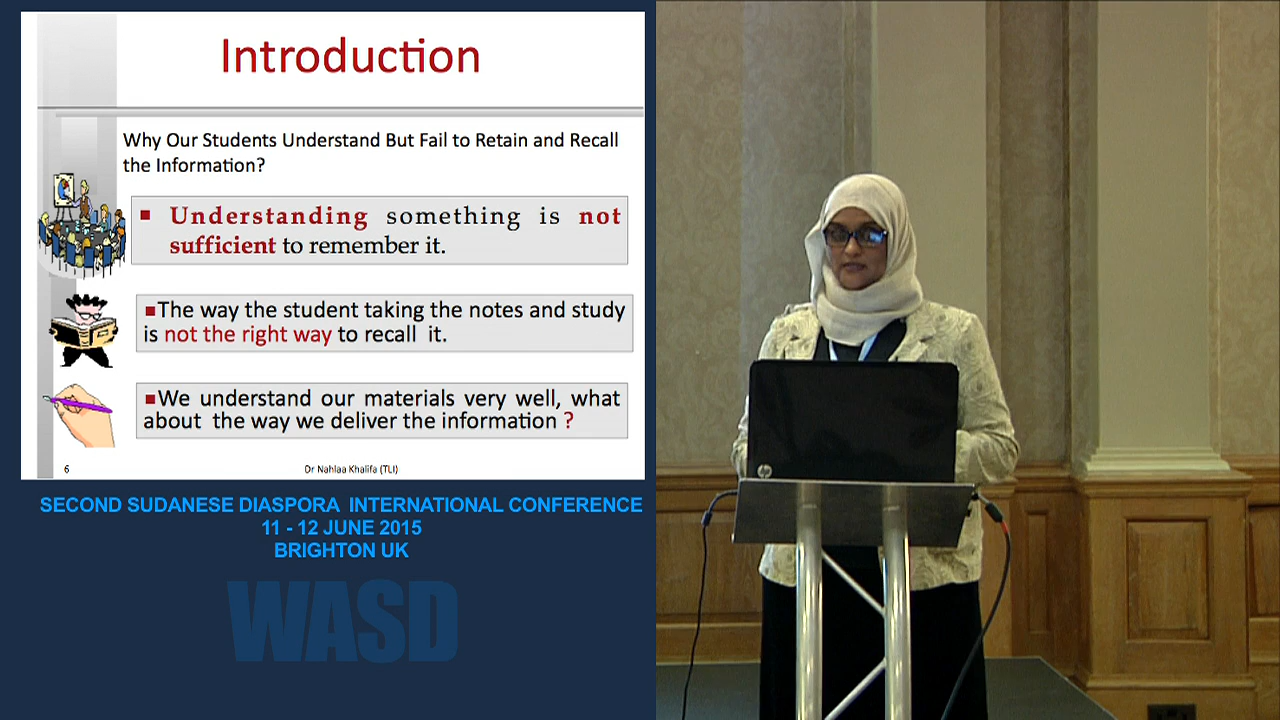 Introduction
Why Our Students Understand But Fail to Retain and Recall
the Information?
▪ Understanding something is not
sufficient to remember it.
▪The way the student taking the notes and study
is not the right way to recall it.
▪We understand our materials very well, what
about the way we deliver the information ?
6 Dr Nahlaa Khalifa (TLI)
SECOND SUDANESE DIASPORA INTERNATIONAL CONFERENCE
11 - 12 JUNE 2015
BRIGHTON UK
WASD
hp